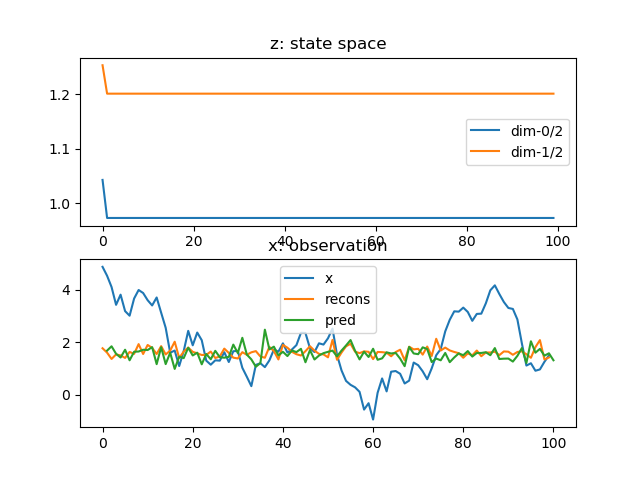 z: state space
1.2
1.1
1.0
dim-0/2
dim-1/2
0 20 40 60 80 100
x: observation
4
2
0
x
recons
pred
0 20 40 60 80 100